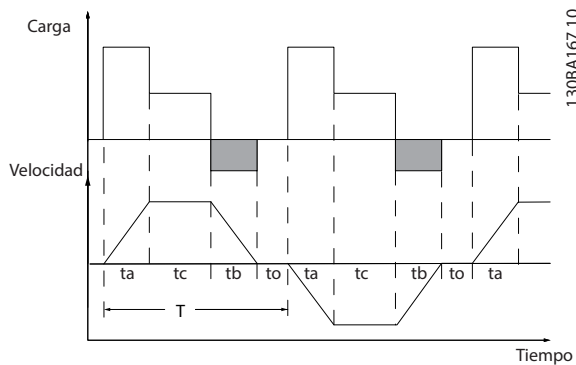 Carga
130BA167.10
Velocidad
ta tc tb to ta tc tb to ta
T
Tiempo